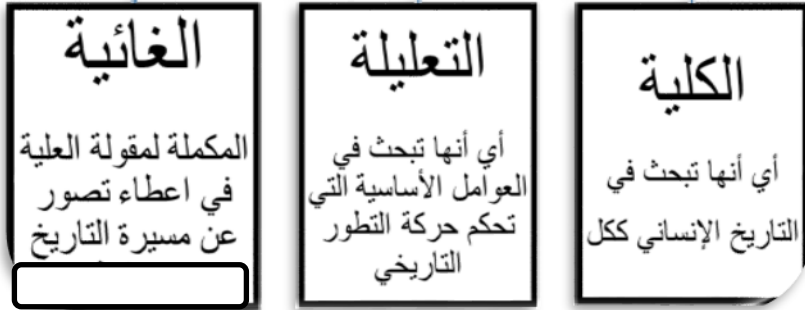 الكلية
أي أنها تبحث في
التاريخ الإنساني ككل
التعليلة
أي أنها تبحث في
العوامل الأساسية التي
تحكم حركة التطور
التاريخي
الغائية
المكملة لمقولة العلية
في اعطاء تصور
عن مسيرة التاريخ